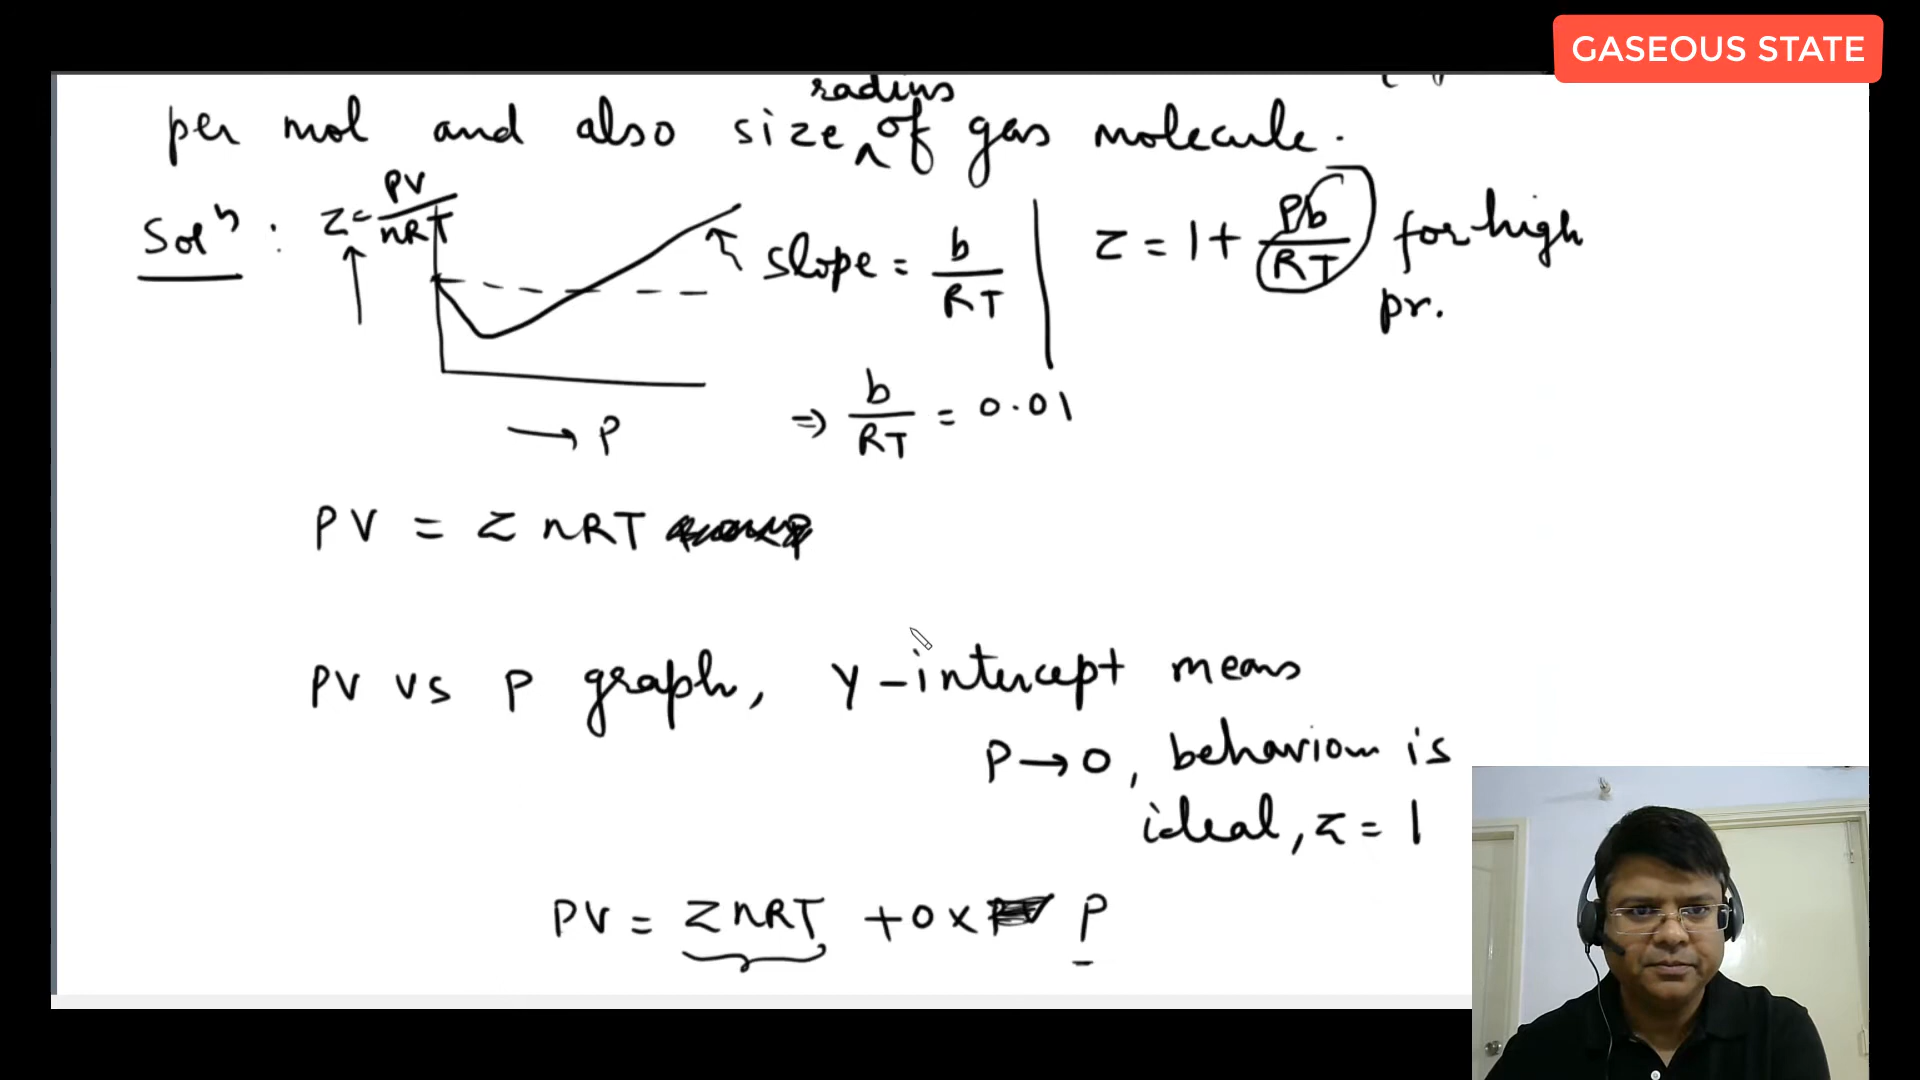 GASEOUS STATE
radius
per mol and also size ^ of gas molecule.
Solⁿ : Z = PV/nRT
slope = b/RT
Z = 1 + Pb/RT for high
pr.
→ P
⇒ b/RT = 0.01
PV = Z nRT
PV vs P graph, Y-intercept means
P → 0, behaviour is
ideal, Z = 1
PV = ZnRT + 0 × P